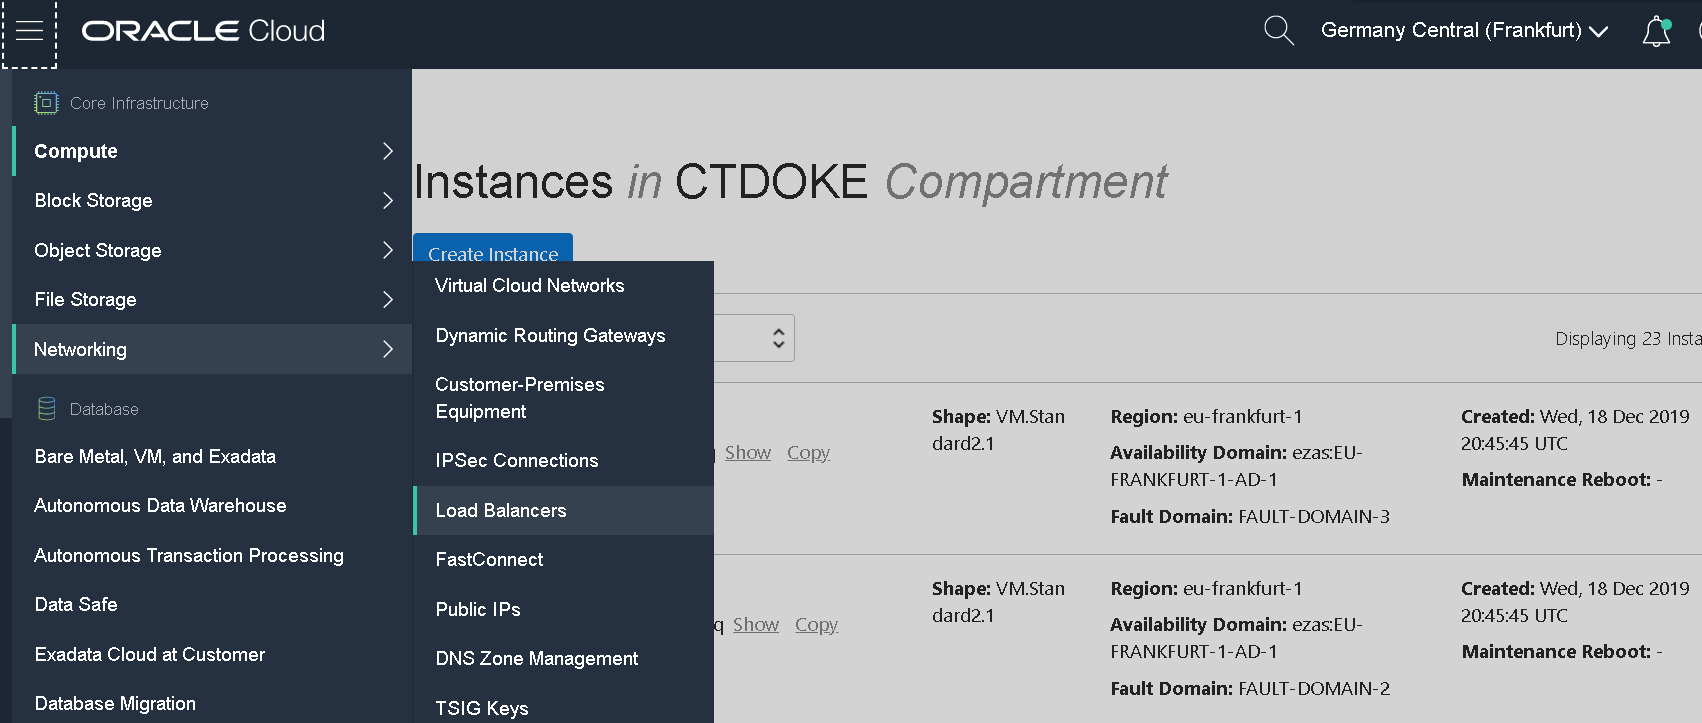 ORACLE Cloud
Germany Central (Frankfurt)
Core Infrastructure
Compute
Block Storage
Object Storage
File Storage
Networking
Database
Bare Metal, VM, and Exadata
Autonomous Data Warehouse
Autonomous Transaction Processing
Data Safe
Exadata Cloud at Customer
Database Migration
Virtual Cloud Networks
Dynamic Routing Gateways
Customer-Premises
Equipment
IPSec Connections
Load Balancers
FastConnect
Public IPs
DNS Zone Management
TSIG Keys
Instances in CTDOKE Compartment
Create Instance
Displaying 23 Insta
Show Copy
Shape: VM.Stan
dard2.1
Region: eu-frankfurt-1
Availability Domain: ezas:EU-
FRANKFURT-1-AD-1
Fault Domain: FAULT-DOMAIN-3
Created: Wed, 18 Dec 2019
20:45:45 UTC
Maintenance Reboot: -
q Show Copy
Shape: VM.Stan
dard2.1
Region: eu-frankfurt-1
Availability Domain: ezas:EU-
FRANKFURT-1-AD-1
Fault Domain: FAULT-DOMAIN-2
Created: Wed, 18 Dec 2019
20:45:45 UTC
Maintenance Reboot: -